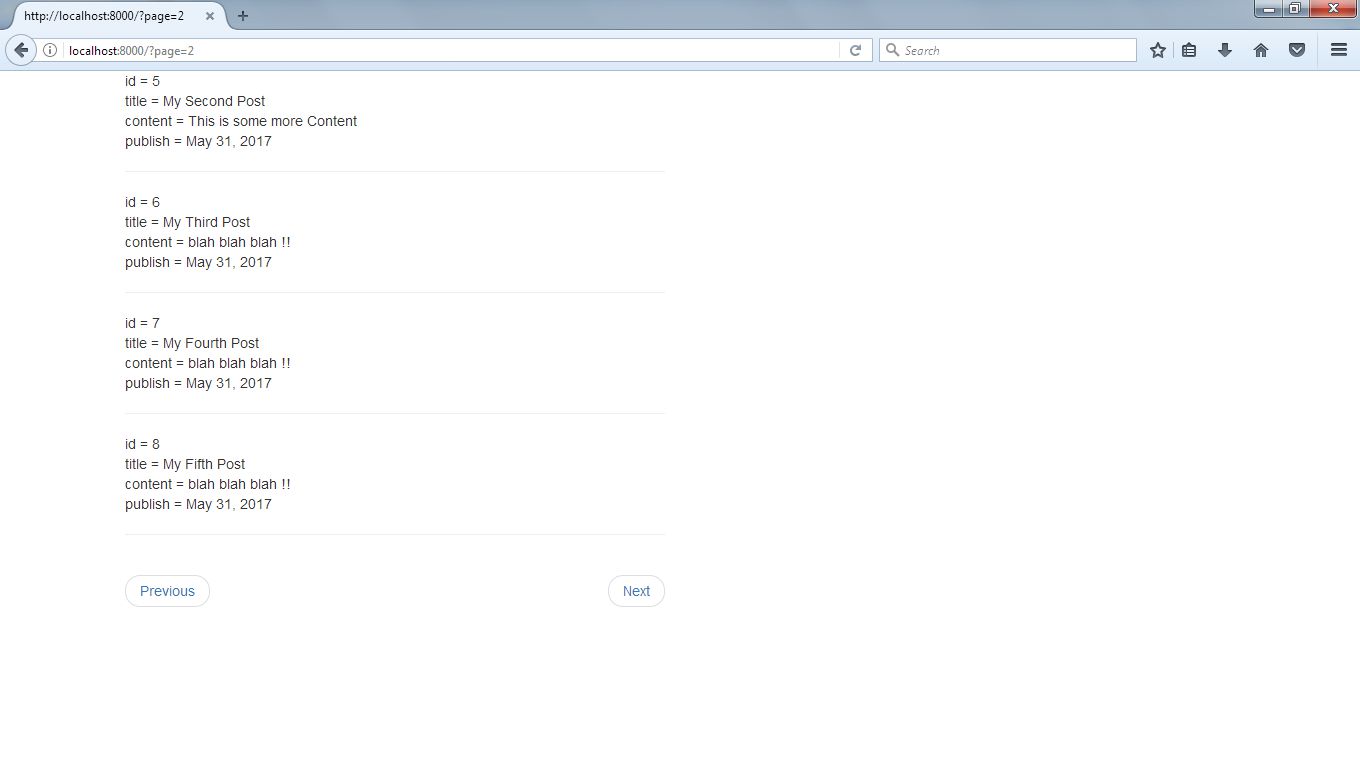 http://localhost:8000/?page=2
localhost:8000/?page=2
Search
id = 5
title = My Second Post
content = This is some more Content
publish = May 31, 2017
id = 6
title = My Third Post
content = blah blah blah !!
publish = May 31, 2017
id = 7
title = My Fourth Post
content = blah blah blah !!
publish = May 31, 2017
id = 8
title = My Fifth Post
content = blah blah blah !!
publish = May 31, 2017
Previous
Next